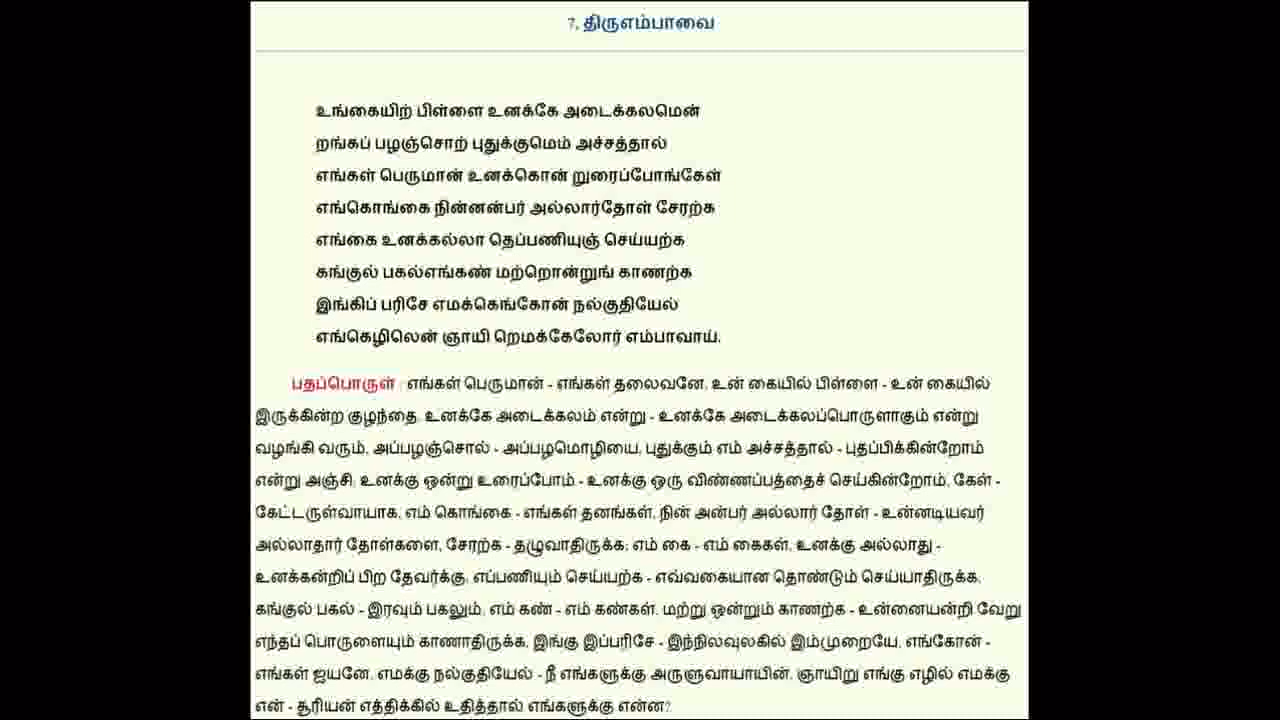 7, திருஎம்பாவை
உங்கையிற் பிள்ளை உனக்கே அடைக்கலமென்
றங்கப் பழஞ்சொற் புதுக்குமெம் அச்சத்தால்
எங்கள் பெருமான் உனக்கொன் றுரைப்போங்கேள்
எங்கொங்கை நின்னன்பர் அல்லார்தோள் சேரற்க
எங்கை உனக்கல்லா தெப்பணியுஞ் செய்யற்க
கங்குல் பகல்எங்கண் மற்றொன்றுங் காணற்க
இங்கிப் பரிசே எமக்கெங்கோன் நல்குதியேல்
எங்கெழிலென் ஞாயி றெமக்கேலோர் எம்பாவாய்.
பதப்பொருள் : எங்கள் பெருமான் - எங்கள் தலைவனே, உன் கையில் பிள்ளை - உன் கையில்
இருக்கின்ற குழந்தை, உனக்கே அடைக்கலம் என்று - உனக்கே அடைக்கலப்பொருளாகும் என்று
வழங்கி வரும், அப்பழஞ்சொல் - அப்பழமொழியை, புதுக்கும் எம் அச்சத்தால் - புதப்பிக்கின்றோம்
என்று அஞ்சி, உனக்கு ஒன்று உரைப்போம் - உனக்கு ஒரு விண்ணப்பத்தைச் செய்கின்றோம், கேள் -
கேட்டருள்வாயாக, எம் கொங்கை - எங்கள் தனங்கள், நின் அன்பர் அல்லார் தோள் - உன்னடியவர்
அல்லாதார் தோள்களை, சேரற்க - தழுவாதிருக்க; எம் கை - எம் கைகள், உனக்கு அல்லாது -
உனக்கன்றிப் பிற தேவர்க்கு, எப்பணியும் செய்யற்க - எவ்வகையான தொண்டும் செய்யாதிருக்க,
கங்குல் பகல் - இரவும் பகலும், எம் கண் - எம் கண்கள், மற்று ஒன்றும் காணற்க - உன்னையன்றி வேறு
எந்தப் பொருளையும் காணாதிருக்க, இங்கு இப்பரிசே - இந்நிலவுலகில் இம்முறையே, எங்கோன் -
எங்கள் ஐயனே, எமக்கு நல்குதியேல் - நீ எங்களுக்கு அருளுவாயாயின், ஞாயிறு எங்கு எழில் எமக்கு
என் - சூரியன் எத்திக்கில் உதித்தால் எங்களுக்கு என்ன?